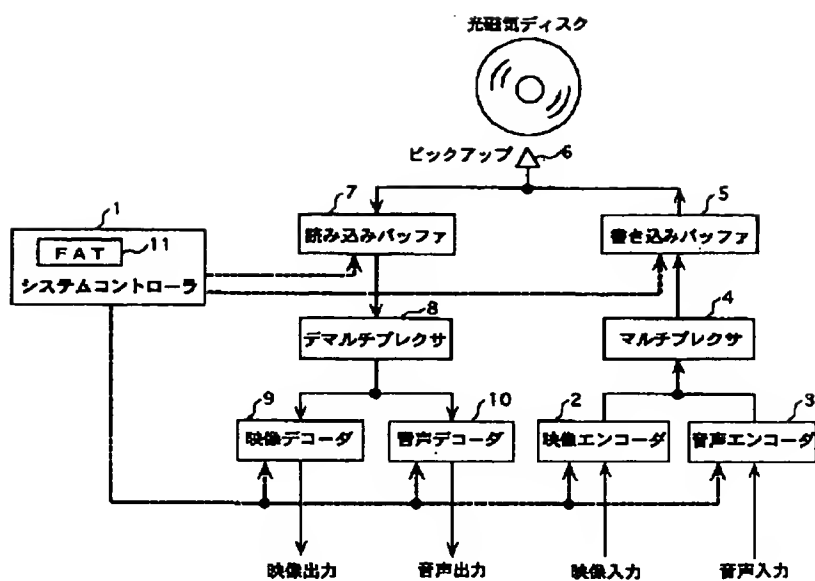 光磁気ディスク
ピックアップ
6
7
5
1
FAT
11
読み込みバッファ
書き込みバッファ
システムコントローラ
8
4
デマルチプレクサ
マルチプレクサ
9
10
2
3
映像デコーダ
音声デコーダ
映像エンコーダ
音声エンコーダ
映像出力
音声出力
映像入力
音声入力